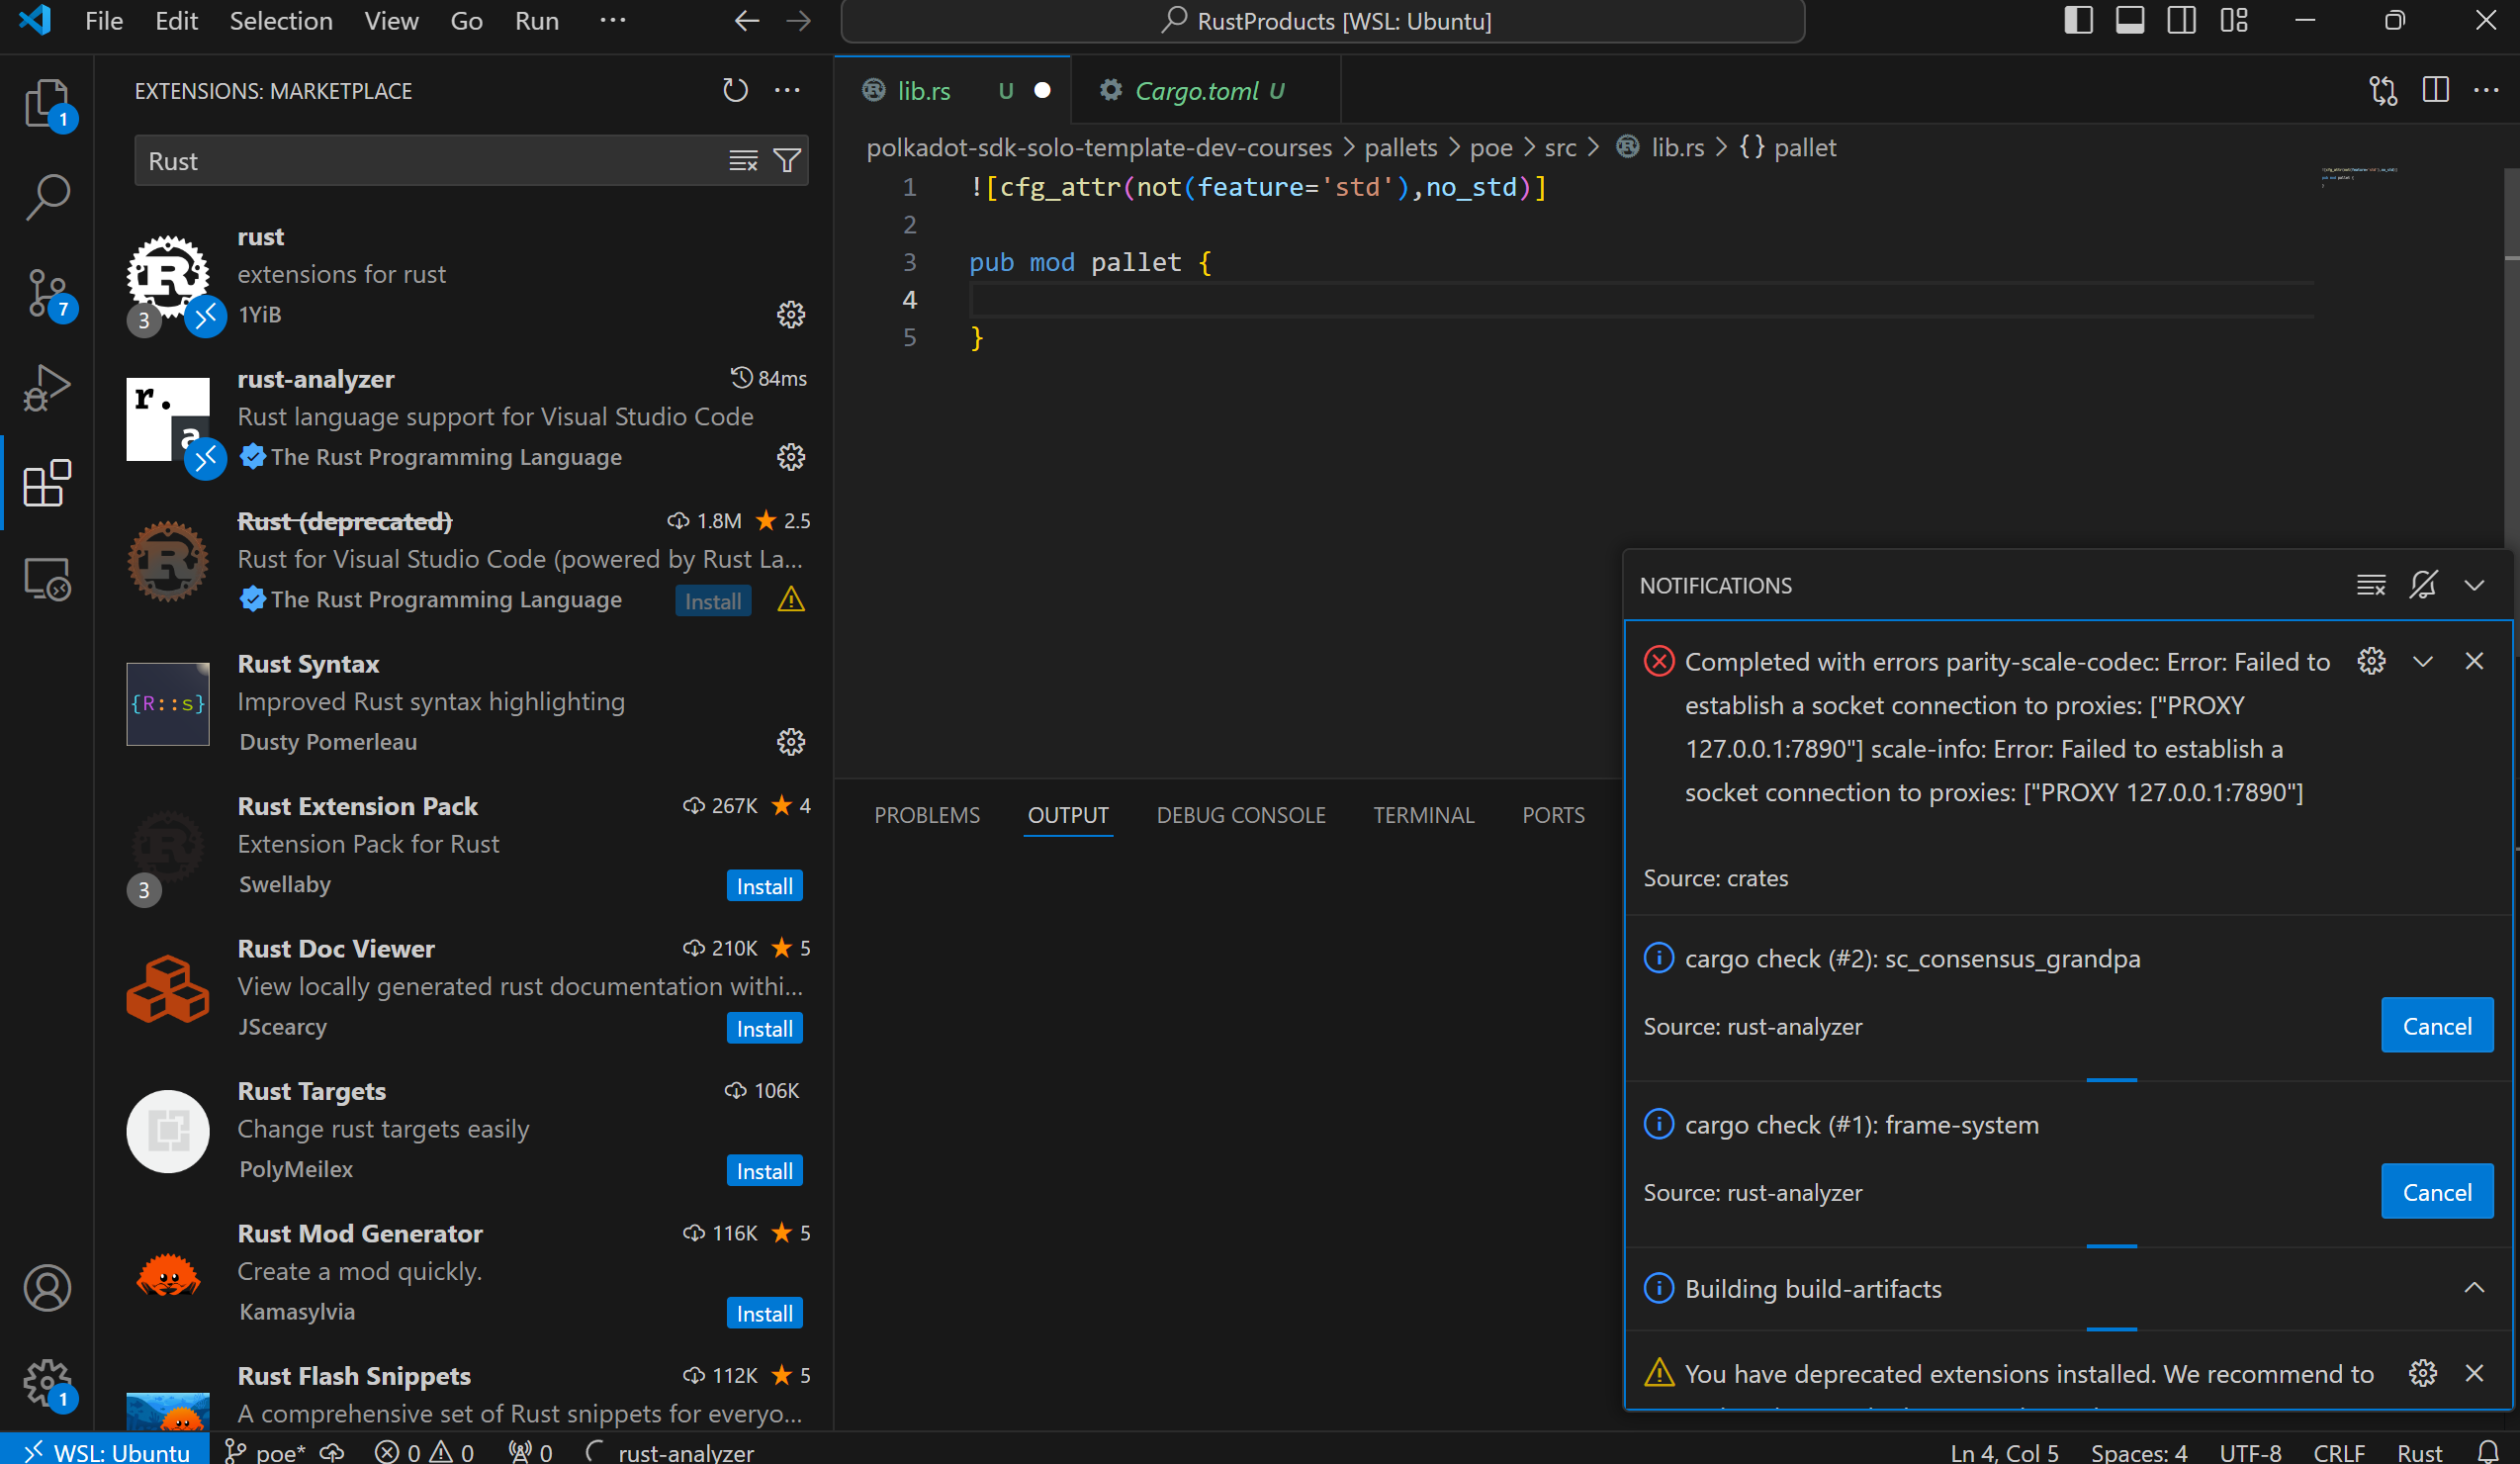 File Edit Selection View Go Run ···
RustProducts [WSL: Ubuntu]
EXTENSIONS: MARKETPLACE
Rust
rust
extensions for rust
3
1YiB
rust-analyzer 84ms
Rust language support for Visual Studio Code
r.
a
The Rust Programming Language
Rust (deprecated) 1.8M 2.5
Rust for Visual Studio Code (powered by Rust La...
The Rust Programming Language Install
Rust Syntax
{R::s}
Improved Rust syntax highlighting
Dusty Pomerleau
Rust Extension Pack 267K 4
Extension Pack for Rust
3
Swellaby Install
Rust Doc Viewer 210K 5
View locally generated rust documentation withi...
JScearcy Install
Rust Targets 106K
Change rust targets easily
PolyMeilex Install
Rust Mod Generator 116K 5
Create a mod quickly.
Kamasylvia Install
Rust Flash Snippets 112K 5
A comprehensive set of Rust snippets for everyo...
1
7
1
lib.rs U
Cargo.toml U
polkadot-sdk-solo-template-dev-courses > pallets > poe > src > lib.rs > {} pallet
1 ![cfg_attr(not(feature='std'),no_std)]
2
3 pub mod pallet {
4
5 }
PROBLEMS OUTPUT DEBUG CONSOLE TERMINAL PORTS
NOTIFICATIONS
Completed with errors parity-scale-codec: Error: Failed to
establish a socket connection to proxies: ["PROXY
127.0.0.1:7890"] scale-info: Error: Failed to establish a
socket connection to proxies: ["PROXY 127.0.0.1:7890"]
Source: crates
cargo check (#2): sc_consensus_grandpa
Source: rust-analyzer Cancel
cargo check (#1): frame-system
Source: rust-analyzer Cancel
Building build-artifacts
You have deprecated extensions installed. We recommend to
WSL: Ubuntu poe* 0 0 0 rust-analyzer
Ln 4, Col 5 Spaces: 4 UTF-8 CRLF Rust